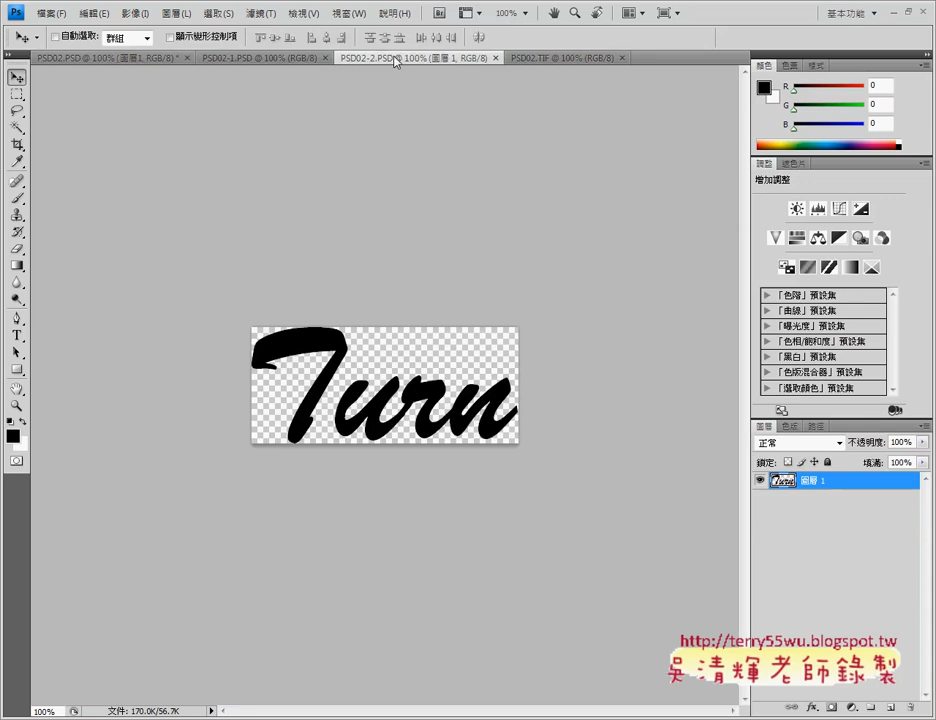 Ps 檔案(F) 編輯(E) 影像(I) 圖層(L) 選取(S) 濾鏡(T) 檢視(V) 視窗(W) 說明(H) Br 100% 基本功能
自動選取: 群組 顯示變形控制項
PSD02.PSD @ 100% (圖層 1, RGB/8) * PSD02-1.PSD @ 100% (RGB/8) PSD02-2.PSD @ 100% (圖層 1, RGB/8) PSD02.TIF @ 100% (RGB/8)
顏色 色票 樣式
R 0
G 0
B 0
調整 遮色片
增加調整
「色階」預設集
「曲線」預設集
「曝光度」預設集
「色相/飽和度」預設集
「黑白」預設集
「色版混合器」預設集
「選取顏色」預設集
Turn
圖層 色版 路徑
正常 不透明度: 100%
鎖定: 填滿: 100%
Turn 圖層 1
http://terry55wu.blogspot.tw
吳清輝老師錄製
100% 文件: 170.0K/56.7K